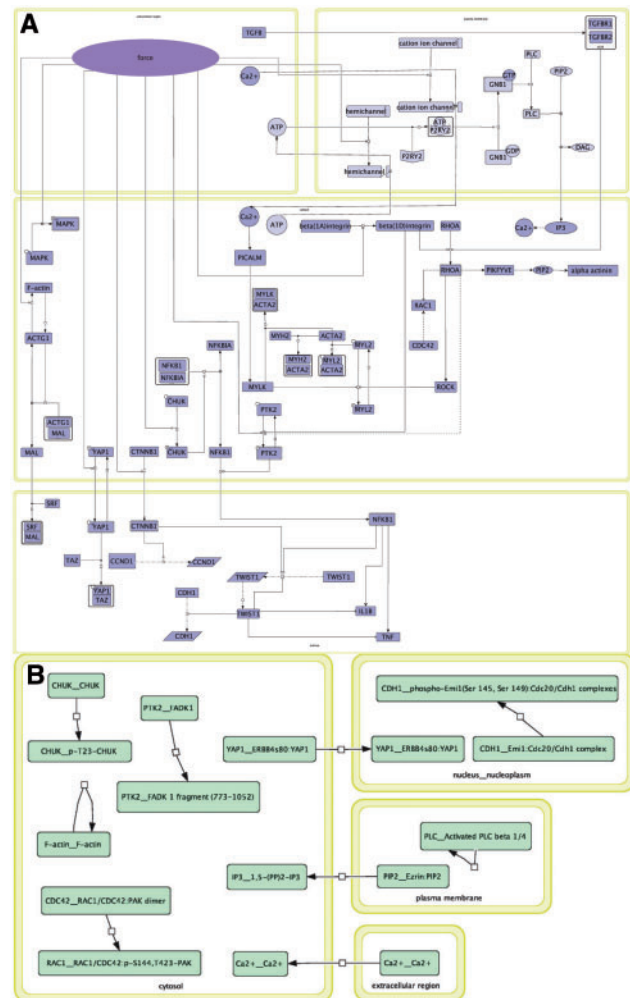 A
force
TGFB
TGFBR1
TGFBR2
cation ion channel
Ca2+
GTP
PLC
PIP2
GNB1
cation ion channel
hemichannel
ATP
ATP
P2RY2
PLC
P2RY2
GNB1
GDP
DAG
hemichannel
Ca2+
ATP
beta(1A)integrin
beta(1D)integrin
RHOA
Ca2+
IP3
MAPK
MAPK
PICALM
RHOA
PIKFYVE
PIP2
alpha actinin
F-actin
MYLK
ACTA2
RAC1
ACTG1
NFKBIA
MYH2
ACTA2
MYL2
CDC42
NFKB1
NFKBIA
MYH2
ACTA2
MYL2
ACTA2
CHUK
MYLK
ROCK
ACTG1
MAL
PTK2
MYL2
MAL
YAP1
CTNNB1
CHUK
NFKB1
PTK2
SRF
SRF
MAL
YAP1
CTNNB1
NFKB1
TAZ
CCND1
CCND1
YAP1
TAZ
CDH1
TWIST1
TWIST1
TWIST1
IL1B
CDH1
TNF
B
CHUK__CHUK
PTK2__FADK1
CDH1__phospho-Emi1(Ser 145, Ser 149):Cdc20/Cdh1 complexes
CHUK__p-T23-CHUK
YAP1__ERBB4s80:YAP1
YAP1__ERBB4s80:YAP1
CDH1__Emi1:Cdc20/Cdh1 complex
nucleus__nucleoplasm
PTK2__FADK 1 fragment (773-1052)
F-actin__F-actin
PLC__Activated PLC beta 1/4
IP3__1,5-(PP)2-IP3
PIP2__Ezrin:PIP2
plasma membrane
CDC42__RAC1/CDC42:PAK dimer
RAC1__RAC1/CDC42:p-S144,T423-PAK
Ca2+__Ca2+
Ca2+__Ca2+
cytosol
extracellular region